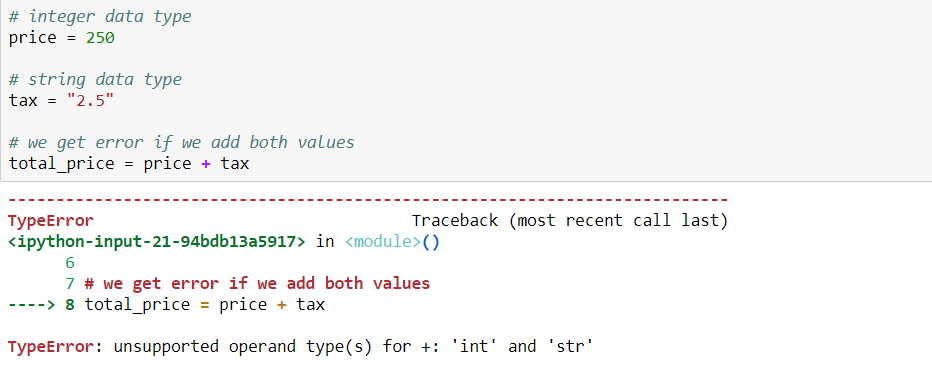 # integer data type
price = 250
# string data type
tax = "2.5"
# we get error if we add both values
total_price = price + tax
---------------------------------------------------------------------------
TypeError                                 Traceback (most recent call last)
<ipython-input-21-94bdb13a5917> in <module>()
      6
      7 # we get error if we add both values
----> 8 total_price = price + tax
TypeError: unsupported operand type(s) for +: 'int' and 'str'